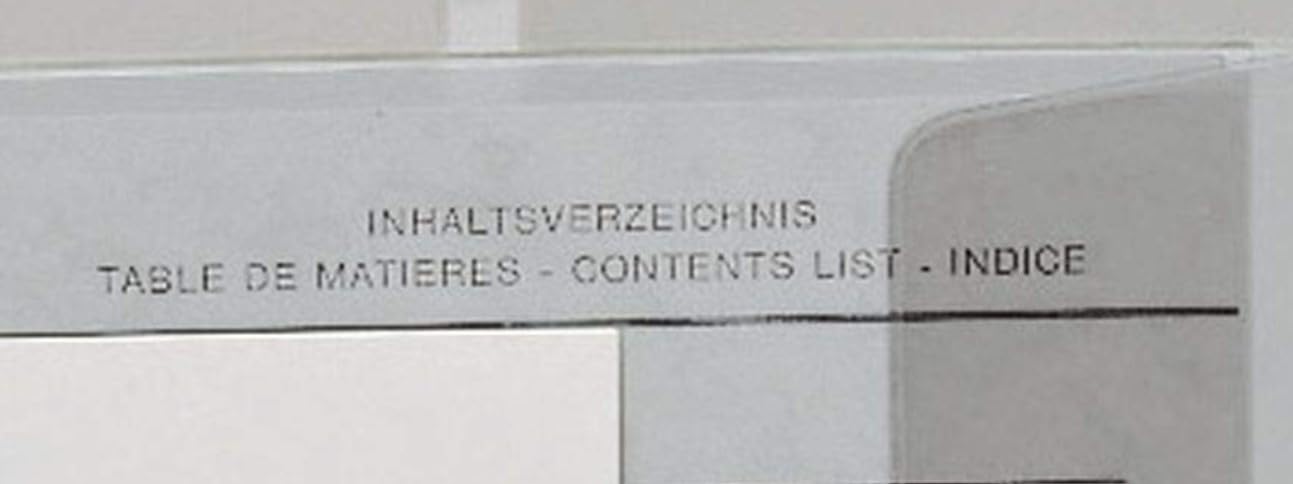 INHALTSVERZEICHNIS
TABLE DE MATIERES - CONTENTS LIST - INDICE